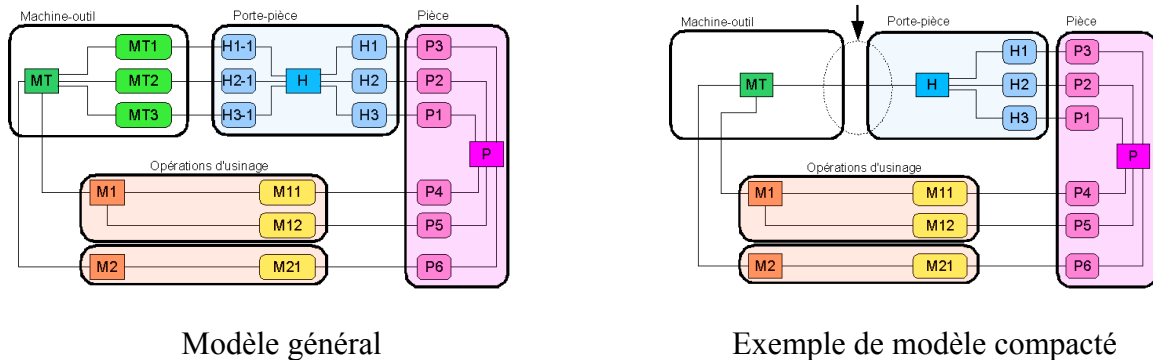 Machine-outil
Porte-pièce
Pièce
MT1
H1-1
H1
P3
MT
MT2
H2-1
H
H2
P2
MT3
H3-1
H3
P1
P
Opérations d'usinage
M1
M11
P4
M12
P5
M2
M21
P6
Modèle général
Machine-outil
Porte-pièce
Pièce
H1
P3
MT
H
H2
P2
H3
P1
P
Opérations d'usinage
M1
M11
P4
M12
P5
M2
M21
P6
Exemple de modèle compacté